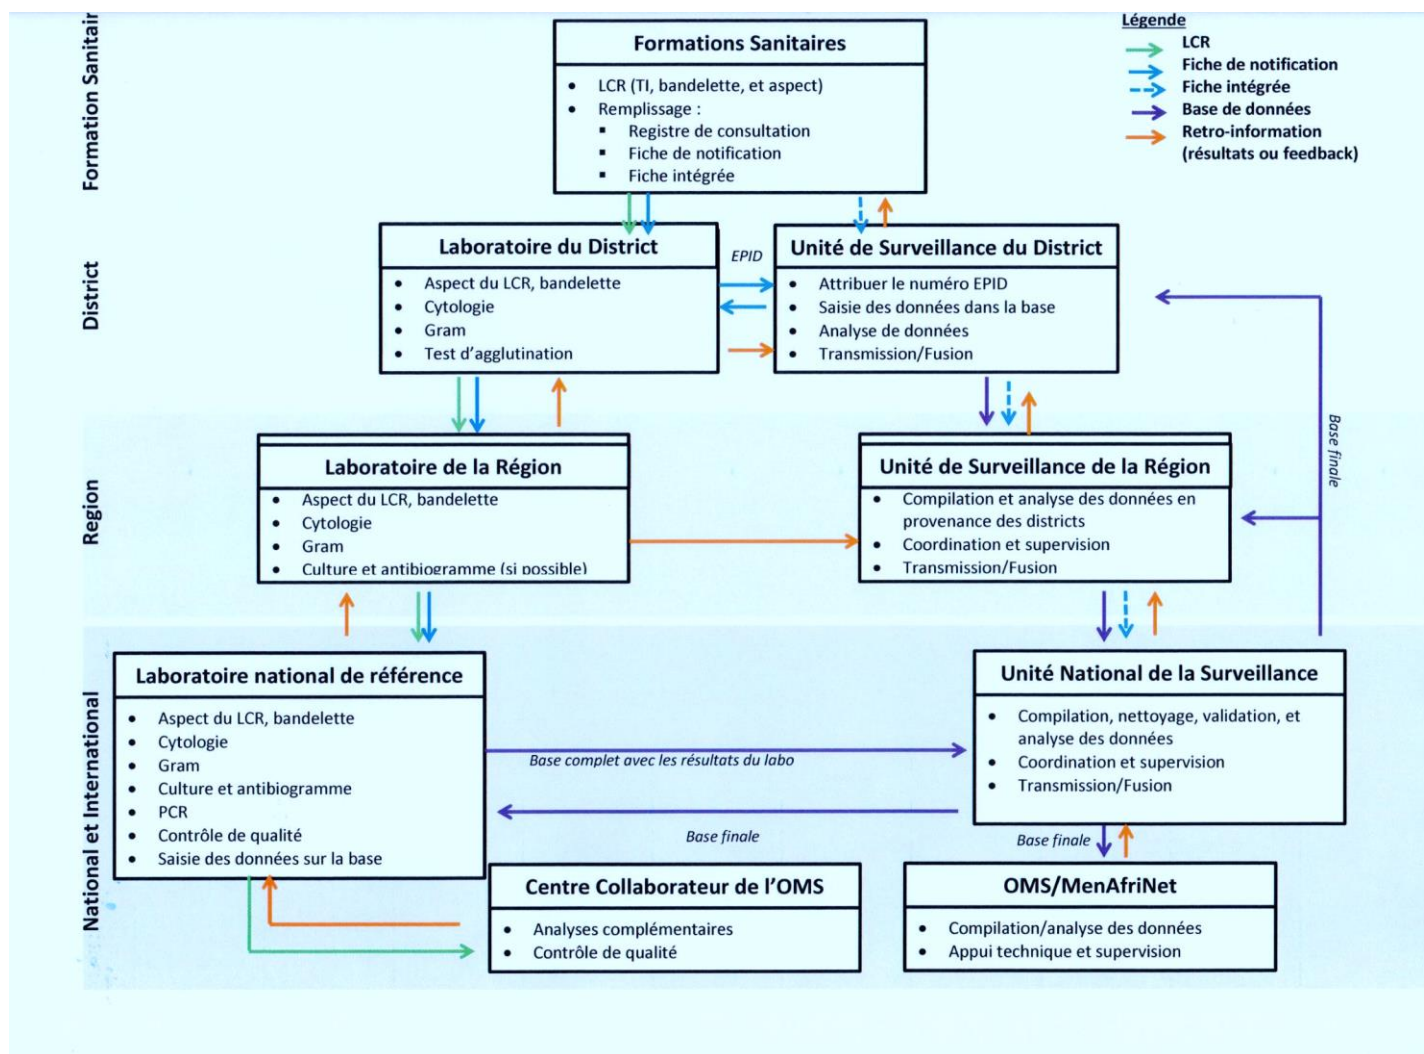 Formation Sanitair
Légende
LCR
Fiche de notification
Fiche intégrée
Base de données
Retro-information
(résultats ou feedback)
Formations Sanitaires
• LCR (TI, bandelette, et aspect)
• Remplissage :
▪ Registre de consultation
▪ Fiche de notification
▪ Fiche intégrée
District
Laboratoire du District
• Aspect du LCR, bandelette
• Cytologie
• Gram
• Test d'agglutination
EPID
Unité de Surveillance du District
• Attribuer le numéro EPID
• Saisie des données dans la base
• Analyse de données
• Transmission/Fusion
Region
Laboratoire de la Région
• Aspect du LCR, bandelette
• Cytologie
• Gram
• Culture et antibiogramme (si possible)
Unité de Surveillance de la Région
• Compilation et analyse des données en
provenance des districts
• Coordination et supervision
• Transmission/Fusion
Base finale
National et International
Laboratoire national de référence
• Aspect du LCR, bandelette
• Cytologie
• Gram
• Culture et antibiogramme
• PCR
• Contrôle de qualité
• Saisie des données sur la base
Base complet avec les résultats du labo
Base finale
Unité National de la Surveillance
• Compilation, nettoyage, validation, et
analyse des données
• Coordination et supervision
• Transmission/Fusion
Base finale
Centre Collaborateur de l'OMS
• Analyses complémentaires
• Contrôle de qualité
OMS/MenAfriNet
• Compilation/analyse des données
• Appui technique et supervision